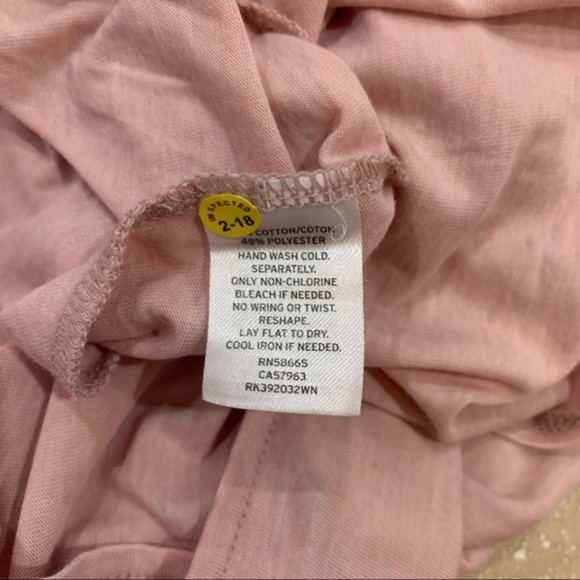 INSPECTED
2-18
COTTON/COTON
48% POLYESTER
HAND WASH COLD.
SEPARATELY.
ONLY NON-CHLORINE
BLEACH IF NEEDED.
NO WRING OR TWIST.
RESHAPE.
LAY FLAT TO DRY.
COOL IRON IF NEEDED.
RN58665
CA57963
RK392032WN